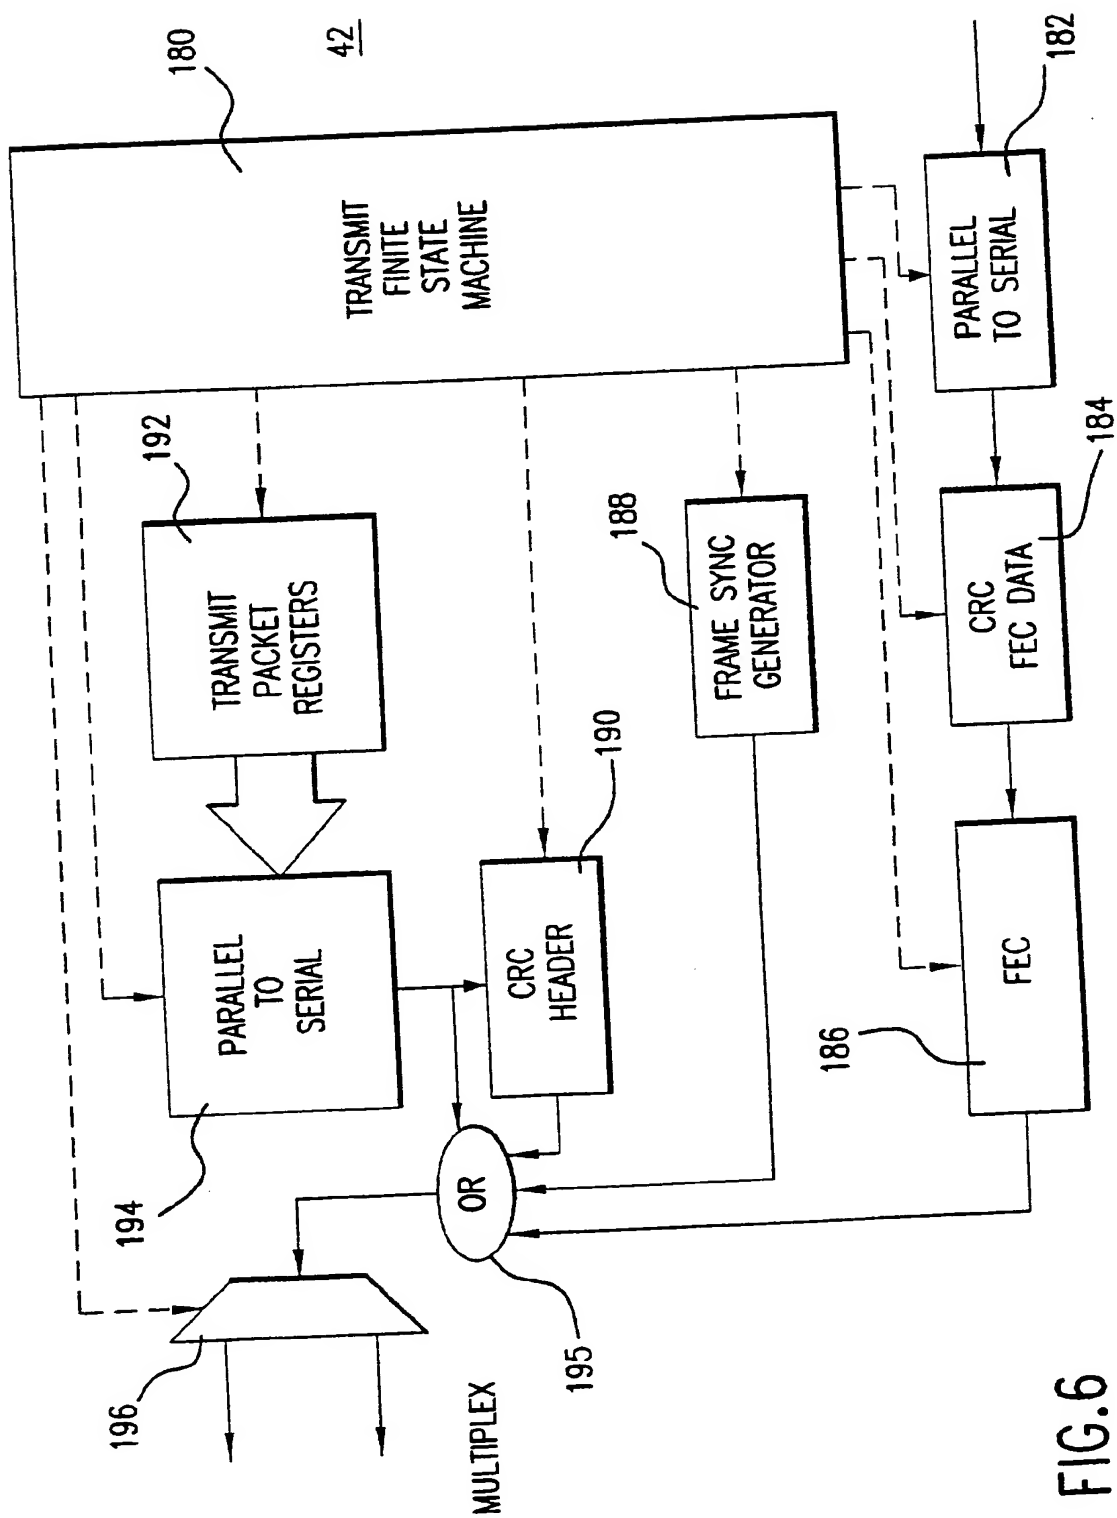 42
180
TRANSMIT
FINITE
STATE
MACHINE
182
PARALLEL
TO SERIAL
192
TRANSMIT
PACKET
REGISTERS
188
FRAME SYNC
GENERATOR
184
CRC
FEC DATA
194
PARALLEL
TO
SERIAL
190
CRC
HEADER
186
FEC
OR
195
196
MULTIPLEX
FIG.6